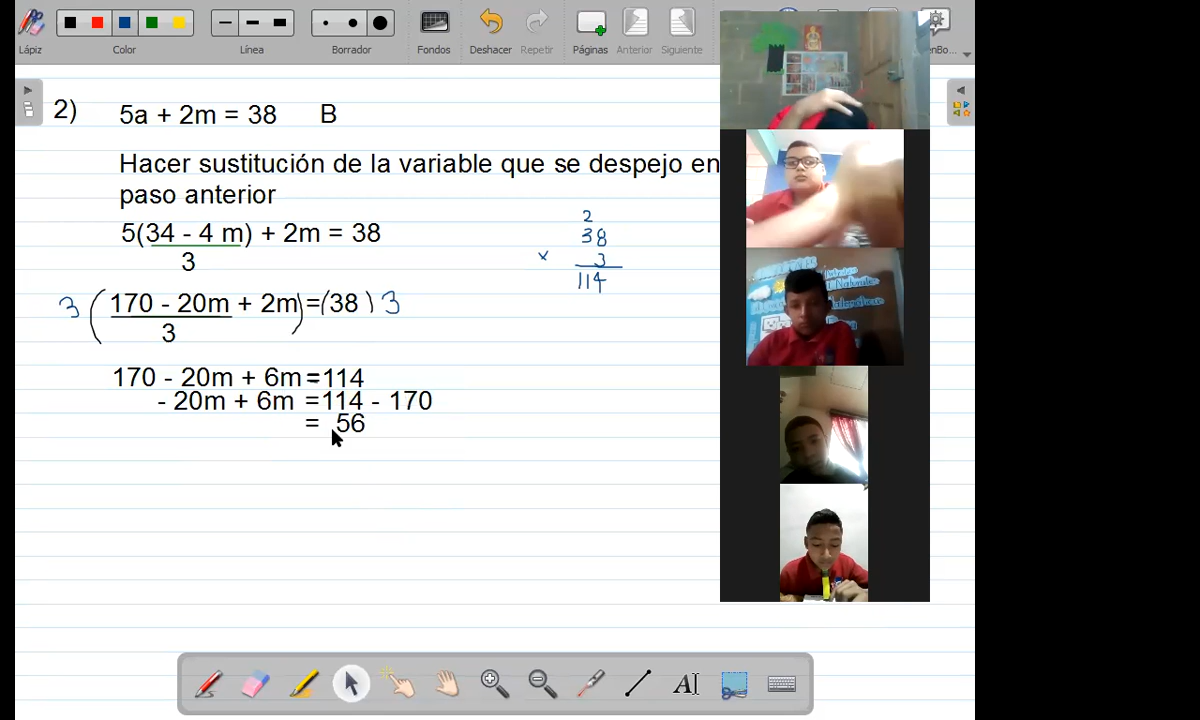 Lápiz
Color
Línea
Borrador
Fondos
Deshacer
Repetir
Páginas
Anterior
Siguiente
enBo...
2) 5a + 2m = 38 B
Hacer sustitución de la variable que se despejo en
paso anterior
5(34 - 4 m) + 2m = 38
3
2
38
x 3
114
3 (170 - 20m + 2m) = (38) 3
3
170 - 20m + 6m = 114
- 20m + 6m = 114 - 170
= 56
AI